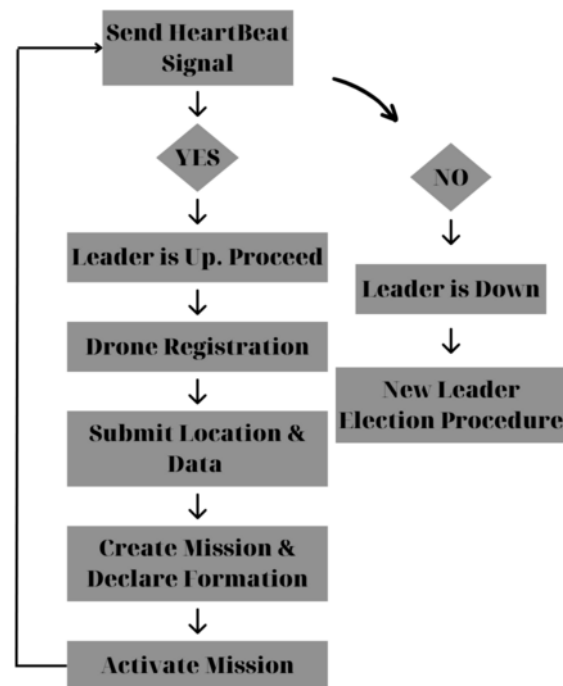 Send HeartBeat
Signal
YES
NO
Leader is Up. Proceed
Leader is Down
Drone Registration
New Leader
Election Procedure
Submit Location &
Data
Create Mission &
Declare Formation
Activate Mission